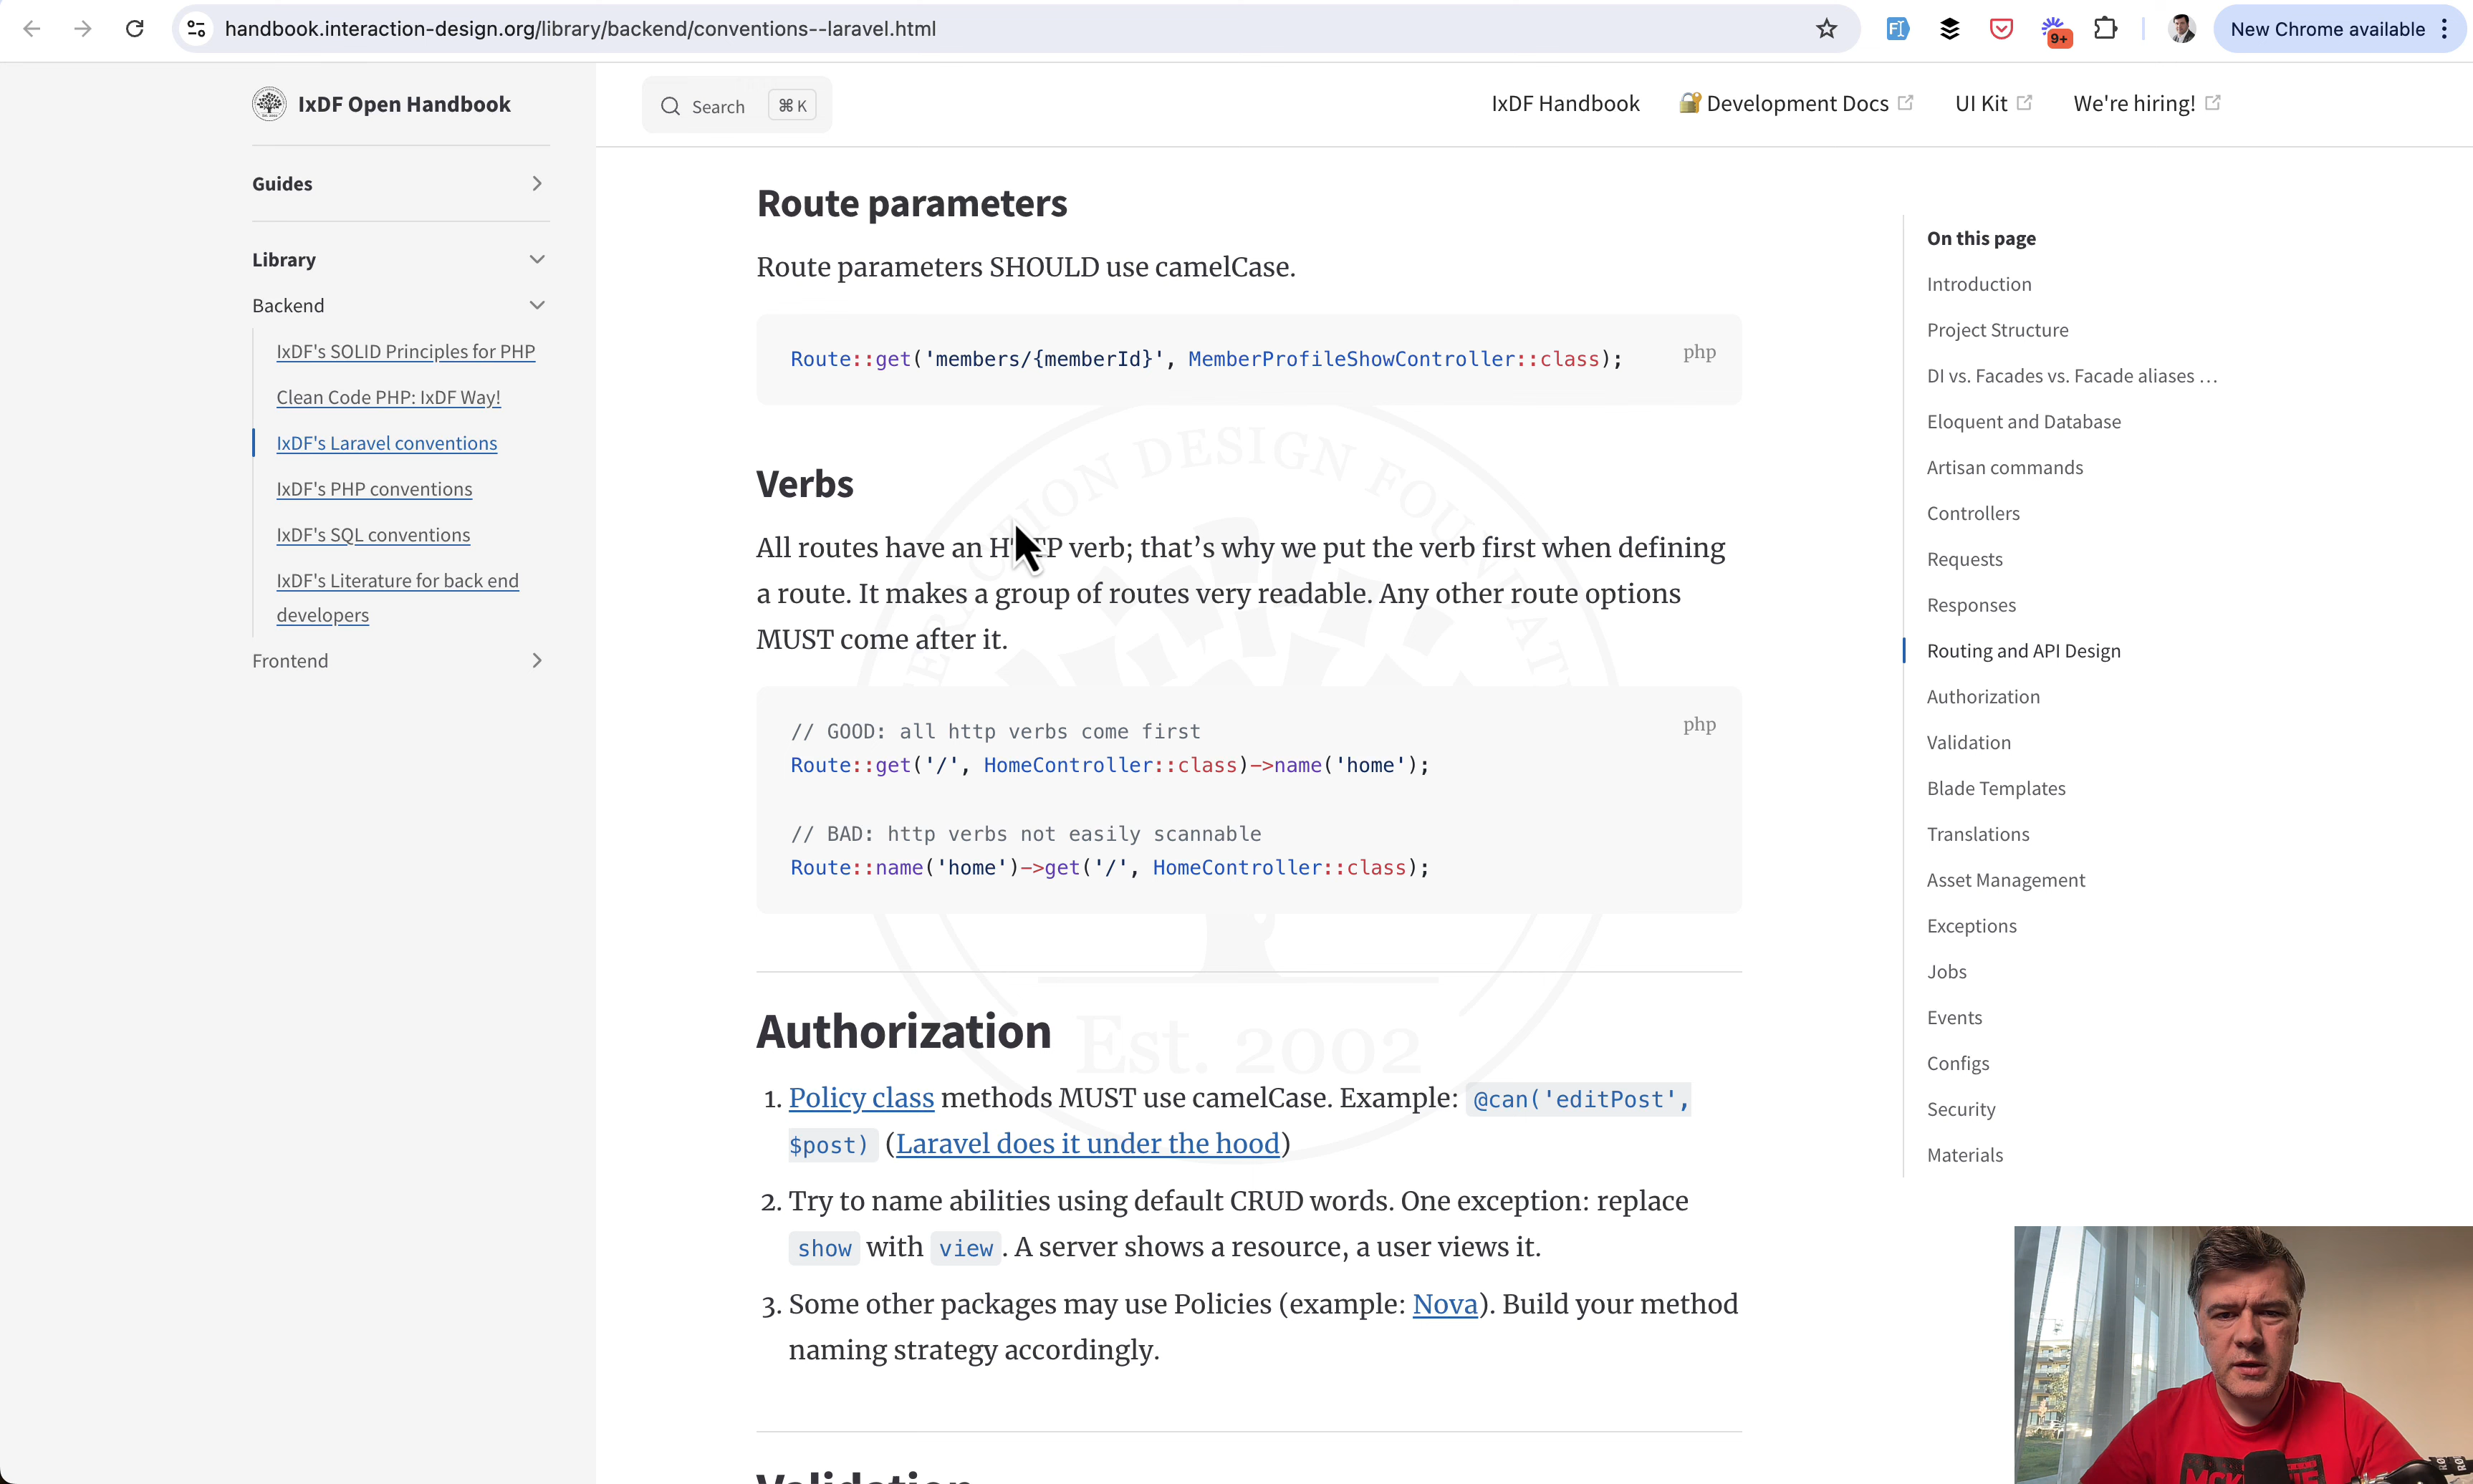 handbook.interaction-design.org/library/backend/conventions--laravel.html
9+
New Chrome available
IxDF Open Handbook
Search
⌘ K
IxDF Handbook
Development Docs
UI Kit
We're hiring!
Guides
Library
Backend
IxDF's SOLID Principles for PHP
Clean Code PHP: IxDF Way!
IxDF's Laravel conventions
IxDF's PHP conventions
IxDF's SQL conventions
IxDF's Literature for back end
developers
Frontend
Route parameters
Route parameters SHOULD use camelCase.
php
Route::get('members/{memberId}', MemberProfileShowController::class);
Verbs
All routes have an HTTP verb; that’s why we put the verb first when defining
a route. It makes a group of routes very readable. Any other route options
MUST come after it.
php
// GOOD: all http verbs come first
Route::get('/', HomeController::class)->name('home');
// BAD: http verbs not easily scannable
Route::name('home')->get('/', HomeController::class);
Est. 2002
Authorization
1. Policy class methods MUST use camelCase. Example: @can('editPost',
$post) (Laravel does it under the hood)
2. Try to name abilities using default CRUD words. One exception: replace
show with view. A server shows a resource, a user views it.
3. Some other packages may use Policies (example: Nova). Build your method
naming strategy accordingly.
Validation
On this page
Introduction
Project Structure
DI vs. Facades vs. Facade aliases …
Eloquent and Database
Artisan commands
Controllers
Requests
Responses
Routing and API Design
Authorization
Validation
Blade Templates
Translations
Asset Management
Exceptions
Jobs
Events
Configs
Security
Materials